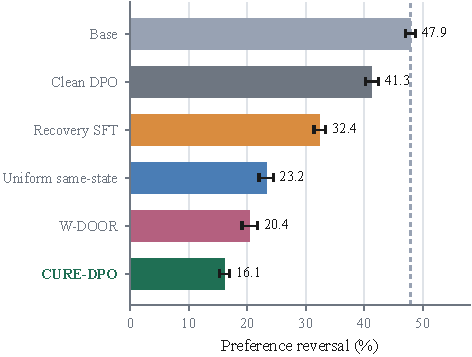 Base 47.9
Clean DPO 41.3
Recovery SFT 32.4
Uniform same-state 23.2
W-DOOR 20.4
CURE-DPO 16.1
0 10 20 30 40 50
Preference reversal (%)